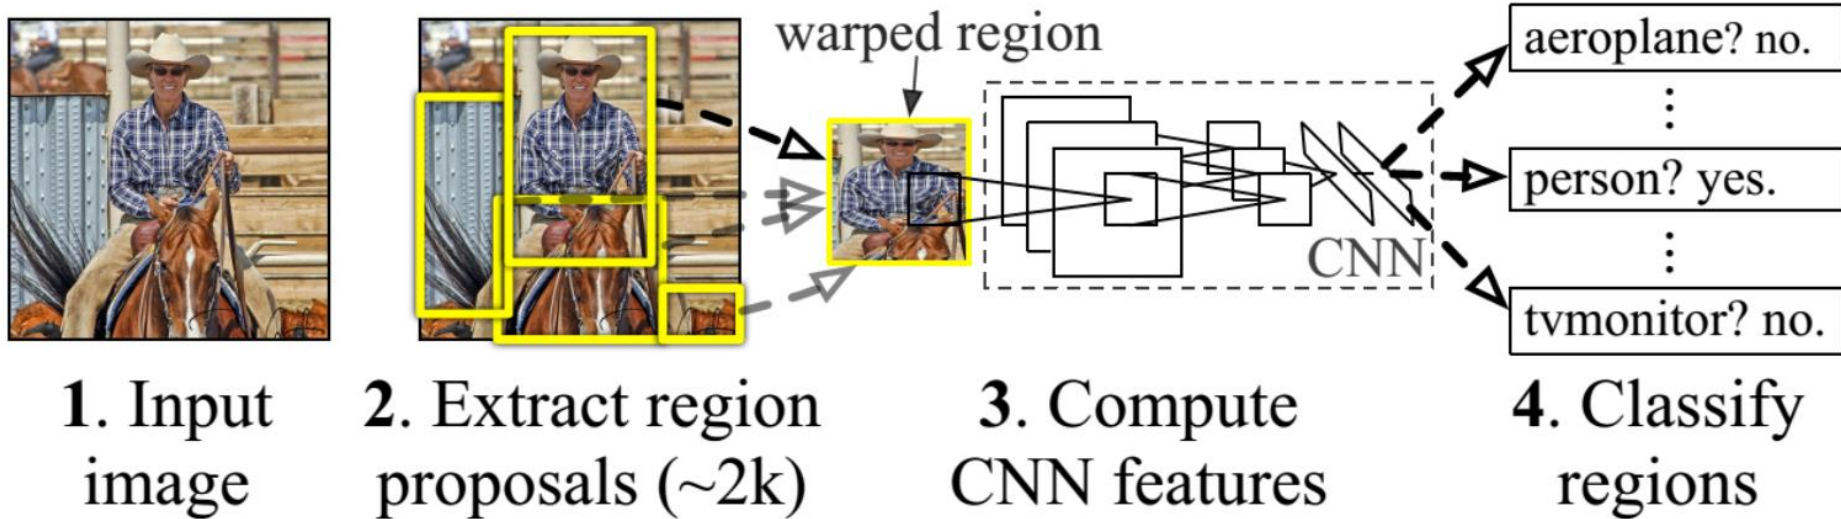 warped region
aeroplane? no.
person? yes.
CNN
tvmonitor? no.
1. Input
image
2. Extract region
proposals (~2k)
3. Compute
CNN features
4. Classify
regions